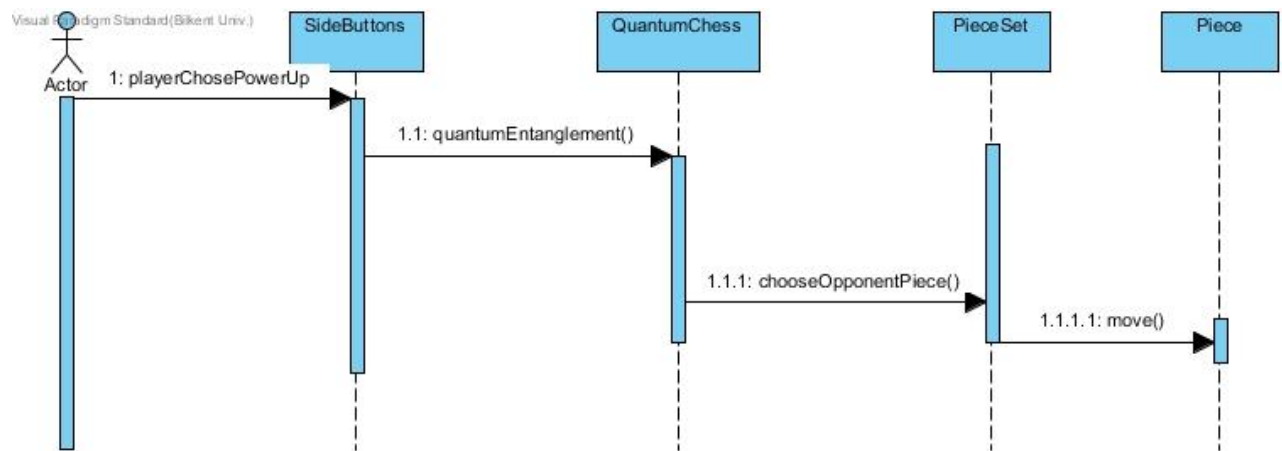 Visual Paradigm Standard(Bilkent Univ.)
SideButtons
QuantumChess
PieceSet
Piece
Actor
1: playerChosePowerUp
1.1: quantumEntanglement()
1.1.1: chooseOpponentPiece()
1.1.1.1: move()